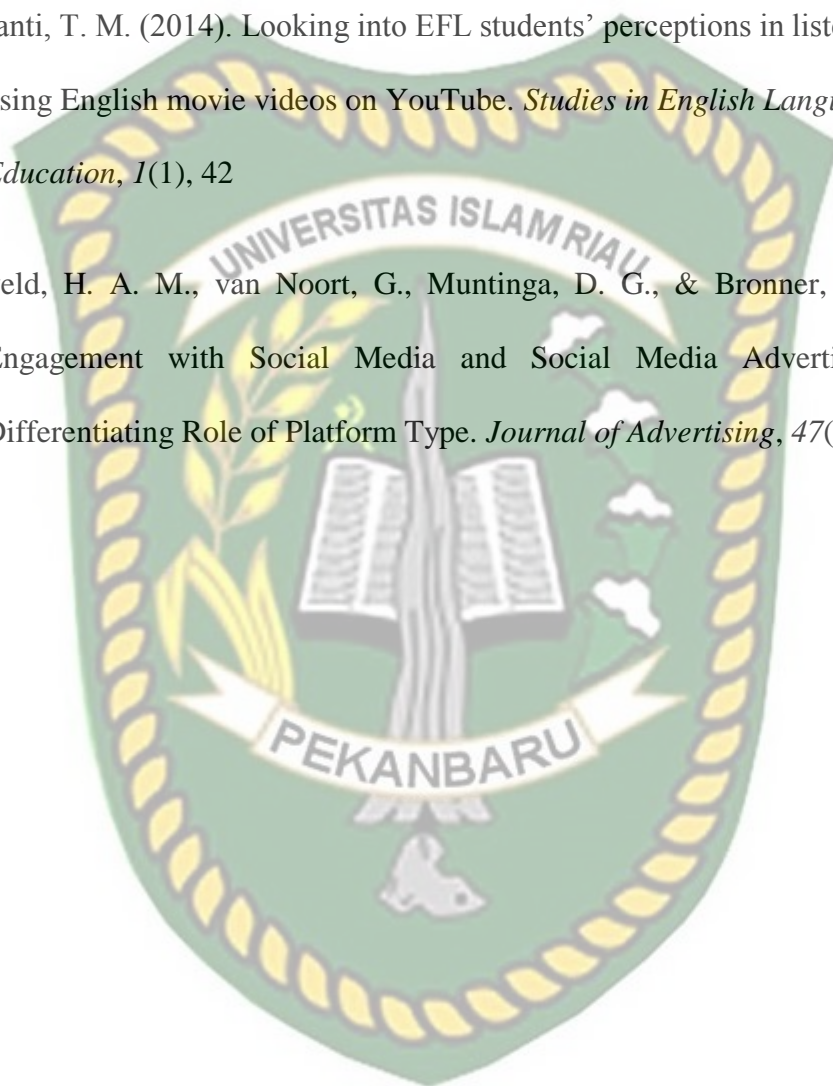 anti, T. M. (2014). Looking into EFL students’ perceptions in liste
sing English movie videos on YouTube. Studies in English Langu
Education, 1(1), 42
UNIVERSITAS ISLAM RIAU
eld, H. A. M., van Noort, G., Muntinga, D. G., & Bronner,
Engagement with Social Media and Social Media Adverti
Differentiating Role of Platform Type. Journal of Advertising, 47(
PEKANBARU